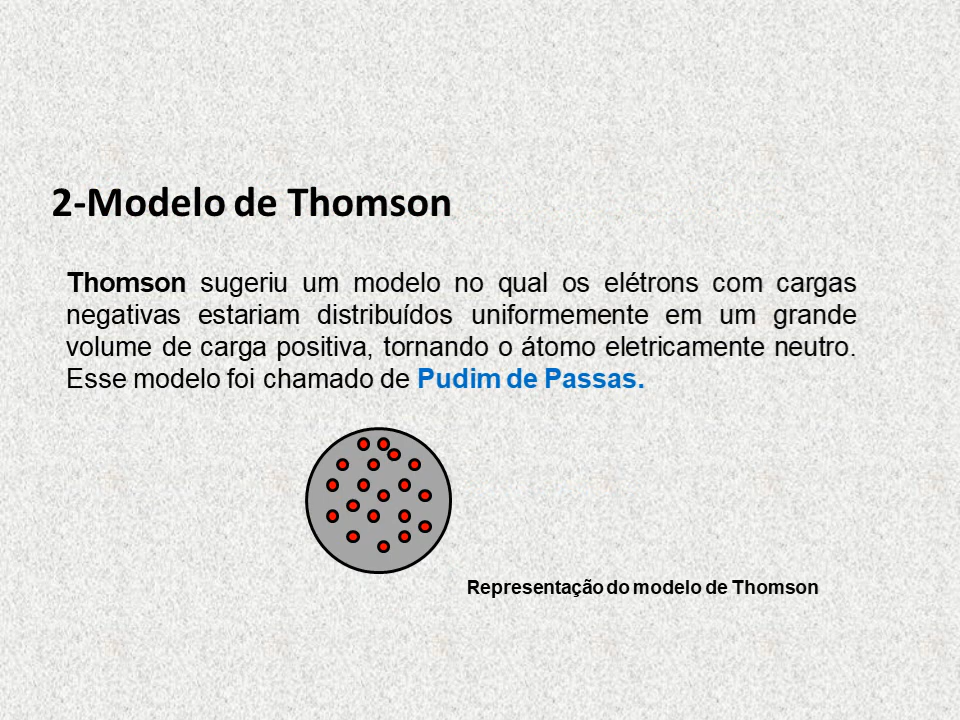 2-Modelo de Thomson
Thomson sugeriu um modelo no qual os elétrons com cargas
negativas estariam distribuídos uniformemente em um grande
volume de carga positiva, tornando o átomo eletricamente neutro.
Esse modelo foi chamado de Pudim de Passas.
Representação do modelo de Thomson